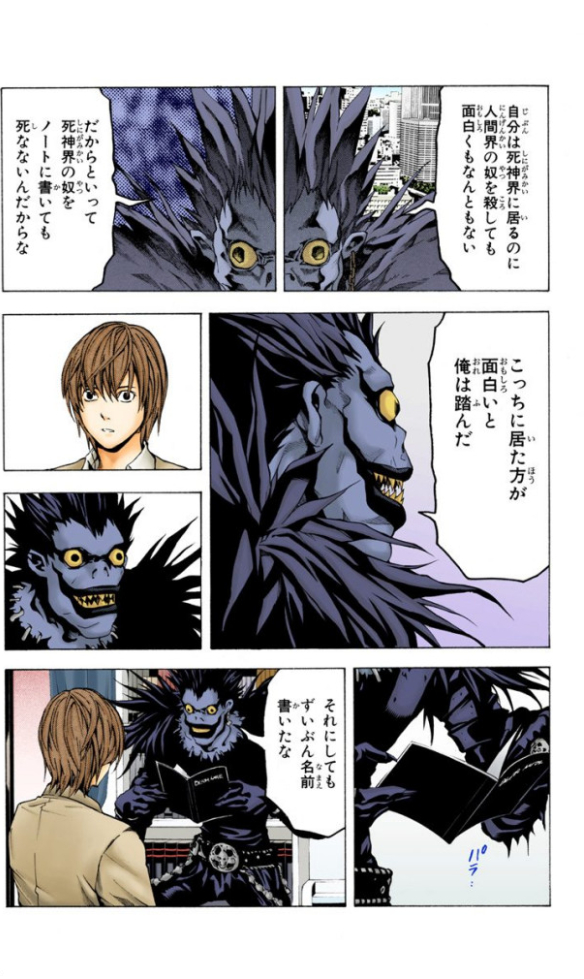 自分は死神界に居るのに
人間界の奴を殺しても
面白くもなんともない
だからといって
死神界の奴を
ノートに書いても
死なないんだからな
こっちに居た方が
面白いと
俺は踏んだ
パラ…
DEATH NOTE
それにしても
ずいぶん名前
書いたな
DEATH NOTE